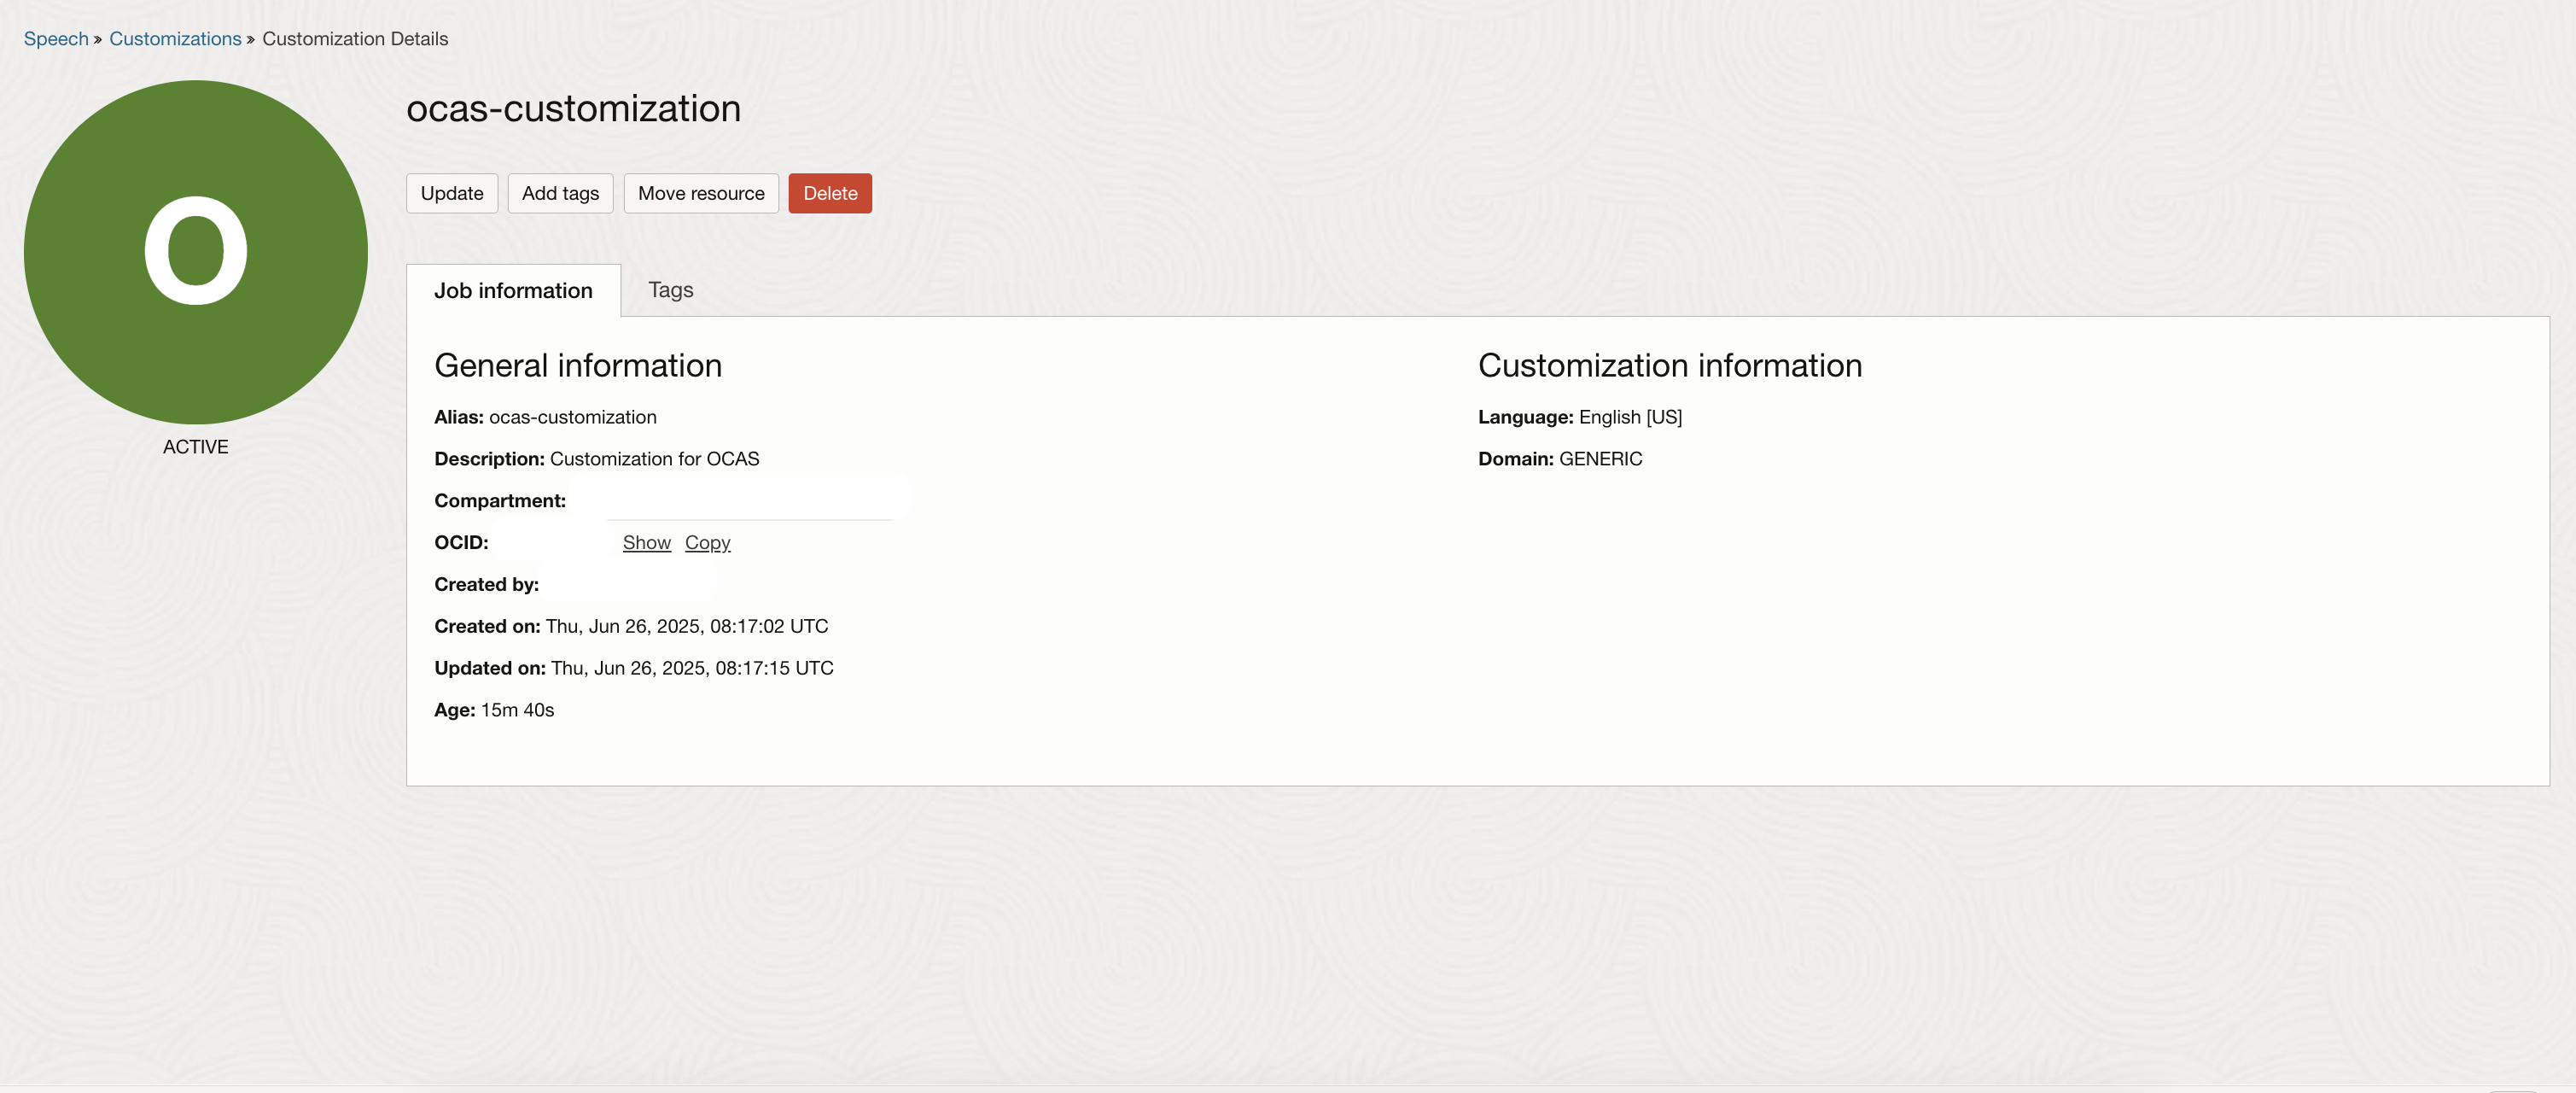 Speech » Customizations » Customization Details
O
ACTIVE
ocas-customization
Update Add tags Move resource Delete
Job information Tags
General information
Alias: ocas-customization
Description: Customization for OCAS
Compartment:
OCID: Show Copy
Created by:
Created on: Thu, Jun 26, 2025, 08:17:02 UTC
Updated on: Thu, Jun 26, 2025, 08:17:15 UTC
Age: 15m 40s
Customization information
Language: English [US]
Domain: GENERIC